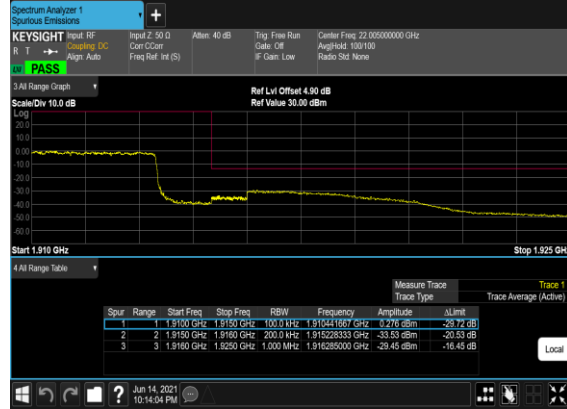 Spectrum Analyzer 1
Spurious Emissions
+
KEYSIGHT Input: RF Input Z: 50 Ω Atten: 40 dB Trig: Free Run Center Freq: 22.005000000 GHz
R T Coupling: DC Corr CCorr Gate: Off Avg|Hold: 100/100
Align: Auto Freq Ref: Int (S) IF Gain: Low Radio Std: None
PASS
3 All Range Graph
Ref Lvl Offset 4.90 dB
Scale/Div 10.0 dB Ref Value 30.00 dBm
Log
20.0
10.0
0.00
-10.0
-20.0
-30.0
-40.0
-50.0
-60.0
Start 1.910 GHz Stop 1.925 GHz
4 All Range Table
Measure Trace Trace 1
Trace Type Trace Average (Active)
Spur Range Start Freq Stop Freq RBW Frequency Amplitude ΔLimit
1 1 1.9100 GHz 1.9150 GHz 100.0 kHz 1.910441667 GHz 0.276 dBm -29.72 dB
2 2 1.9150 GHz 1.9160 GHz 200.0 kHz 1.915228333 GHz -33.53 dBm -20.53 dB
3 3 1.9160 GHz 1.9250 GHz 1.000 MHz 1.916285000 GHz -29.45 dBm -16.45 dB
Local
? Jun 14, 2021
10:14:04 PM